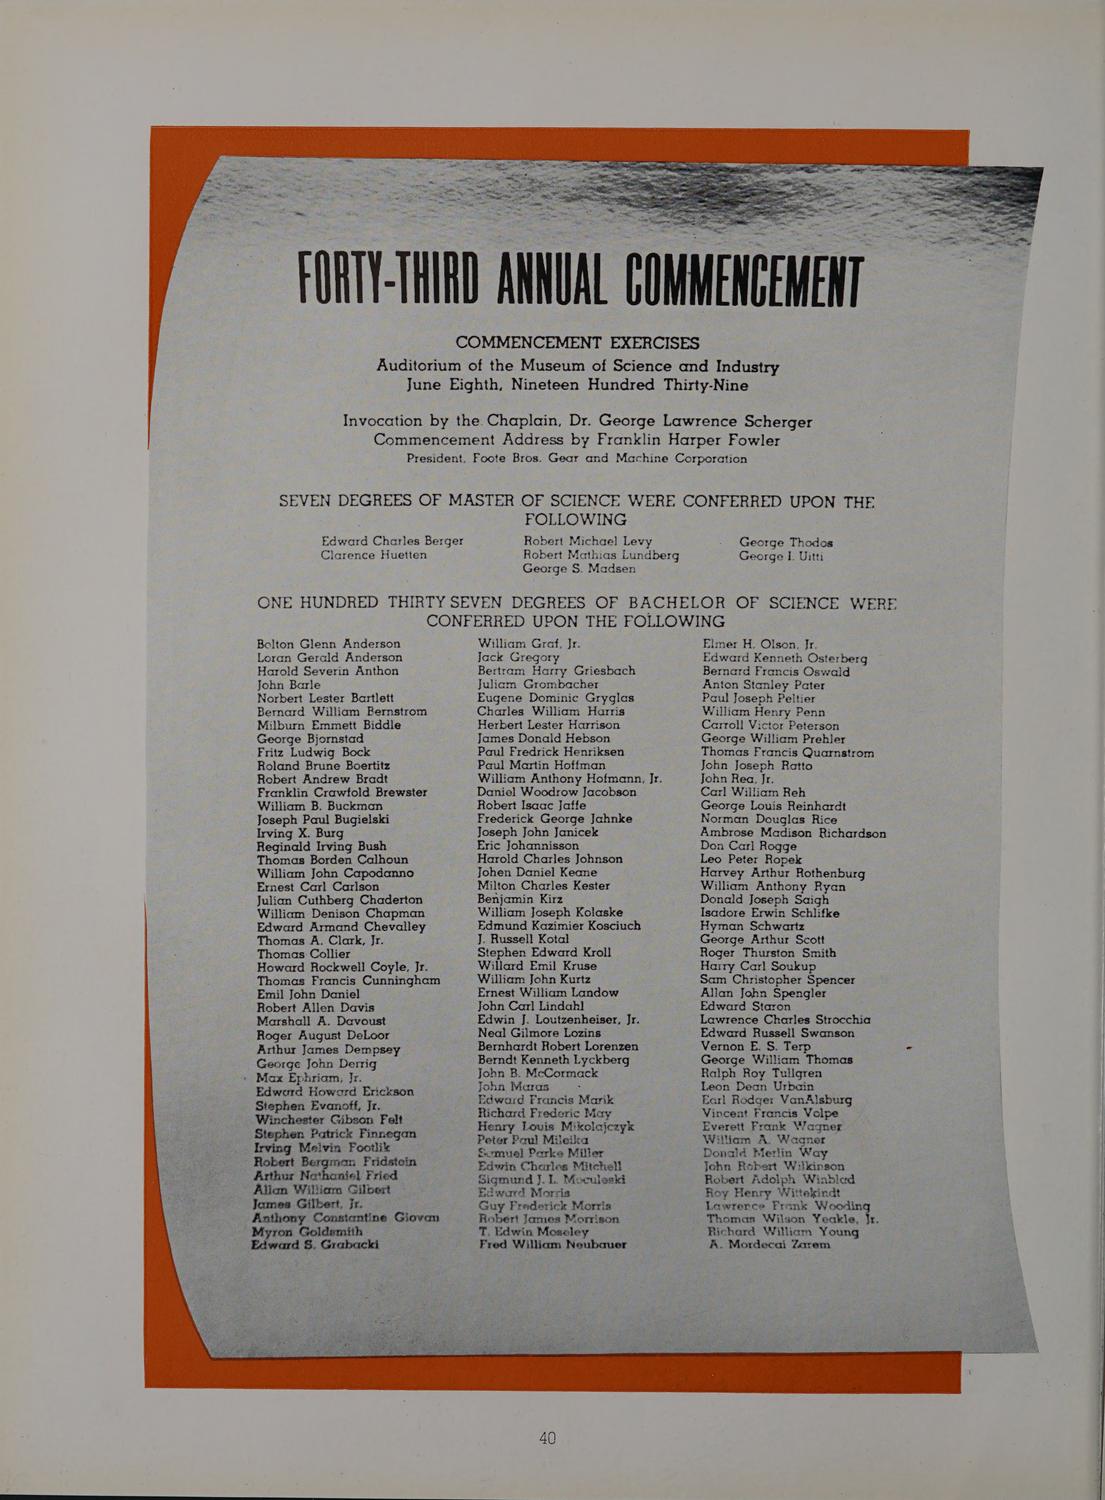 FORTY-THIRD ANNUAL COMMENCEMENT
COMMENCEMENT EXERCISES
Auditorium of the Museum of Science and Industry
June Eighth, Nineteen Hundred Thirty-Nine
Invocation by the Chaplain, Dr. George Lawrence Scherger
Commencement Address by Franklin Harper Fowler
President, Foote Bros. Gear and Machine Corporation
SEVEN DEGREES OF MASTER OF SCIENCE WERE CONFERRED UPON THE
FOLLOWING
Edward Charles Berger
Clarence Huetten
Robert Michael Levy
Robert Mathias Lundberg
George S. Madsen
George Thodos
George I. Uitti
ONE HUNDRED THIRTY SEVEN DEGREES OF BACHELOR OF SCIENCE WERE
CONFERRED UPON THE FOLLOWING
Bolton Glenn Anderson
Loran Gerald Anderson
Harold Severin Anthon
John Barle
Norbert Lester Bartlett
Bernard William Bernstrom
Milburn Emmett Biddle
George Bjornstad
Fritz Ludwig Bock
Roland Brune Boertitz
Robert Andrew Bradt
Franklin Crawfold Brewster
William B. Buckman
Joseph Paul Bugielski
Irving X. Burg
Reginald Irving Bush
Thomas Borden Calhoun
William John Capodanno
Ernest Carl Carlson
Julian Cuthberg Chaderton
William Denison Chapman
Edward Armand Chevalley
Thomas A. Clark, Jr.
Thomas Collier
Howard Rockwell Coyle, Jr.
Thomas Francis Cunningham
Emil John Daniel
Robert Allen Davis
Marshall A. Davoust
Roger August DeLoor
Arthur James Dempsey
George John Derrig
Max Ephriam, Jr.
Edward Howard Erickson
Stephen Evanoff, Jr.
Winchester Gibson Felt
Stephen Patrick Finnegan
Irving Melvin Footlik
Robert Bergman Fridstein
Arthur Nathaniel Fried
Allan William Gilbert
James Gilbert, Jr.
Anthony Constantine Giovan
Myron Goldsmith
Edward S. Grabacki
William Graf, Jr.
Jack Gregory
Bertram Harry Griesbach
Juliam Grombacher
Eugene Dominic Gryglas
Charles William Harris
Herbert Lester Harrison
James Donald Hebson
Paul Fredrick Henriksen
Paul Martin Hoffman
William Anthony Hofmann, Jr.
Daniel Woodrow Jacobson
Robert Isaac Jaffe
Frederick George Jahnke
Joseph John Janicek
Eric Johannisson
Harold Charles Johnson
Johen Daniel Keane
Milton Charles Kester
Benjamin Kirz
William Joseph Kolaske
Edmund Kazimier Kosciuch
J. Russell Kotal
Stephen Edward Kroll
Willard Emil Kruse
William John Kurtz
Ernest William Landow
John Carl Lindahl
Edwin J. Loutzenheiser, Jr.
Neal Gilmore Lozins
Bernhardt Robert Lorenzen
Berndt Kenneth Lyckberg
John B. McCormack
John Maras
Edward Francis Marik
Richard Frederic May
Henry Louis Mikolajczyk
Peter Paul Mileika
Samuel Parke Miller
Edwin Charles Mitchell
Sigmund J. L. Moculeski
Edward Morris
Guy Frederick Morris
Robert James Morrison
T. Edwin Moseley
Fred William Neubauer
Elmer H. Olson, Jr.
Edward Kenneth Osterberg
Bernard Francis Oswald
Anton Stanley Pater
Paul Joseph Peltier
William Henry Penn
Carroll Victor Peterson
George William Prehler
Thomas Francis Quarnstrom
John Joseph Ratto
John Rea, Jr.
Carl William Reh
George Louis Reinhardt
Norman Douglas Rice
Ambrose Madison Richardson
Don Carl Rogge
Leo Peter Ropek
Harvey Arthur Rothenburg
William Anthony Ryan
Donald Joseph Saigh
Isadore Erwin Schlifke
Hyman Schwartz
George Arthur Scott
Roger Thurston Smith
Harry Carl Soukup
Sam Christopher Spencer
Allan John Spengler
Edward Staron
Lawrence Charles Strocchia
Edward Russell Swanson
Vernon E. S. Terp
George William Thomas
Ralph Roy Tullgren
Leon Dean Urbain
Earl Rodger VanAlsburg
Vincent Francis Volpe
Everett Frank Wagner
William A. Wagner
Donald Merlin Way
John Robert Wilkinson
Robert Adolph Winblad
Roy Henry Wittekindt
Lawrence Frank Wooding
Thomas Wilson Yeakle, Jr.
Richard William Young
A. Mordecai Zarem
40